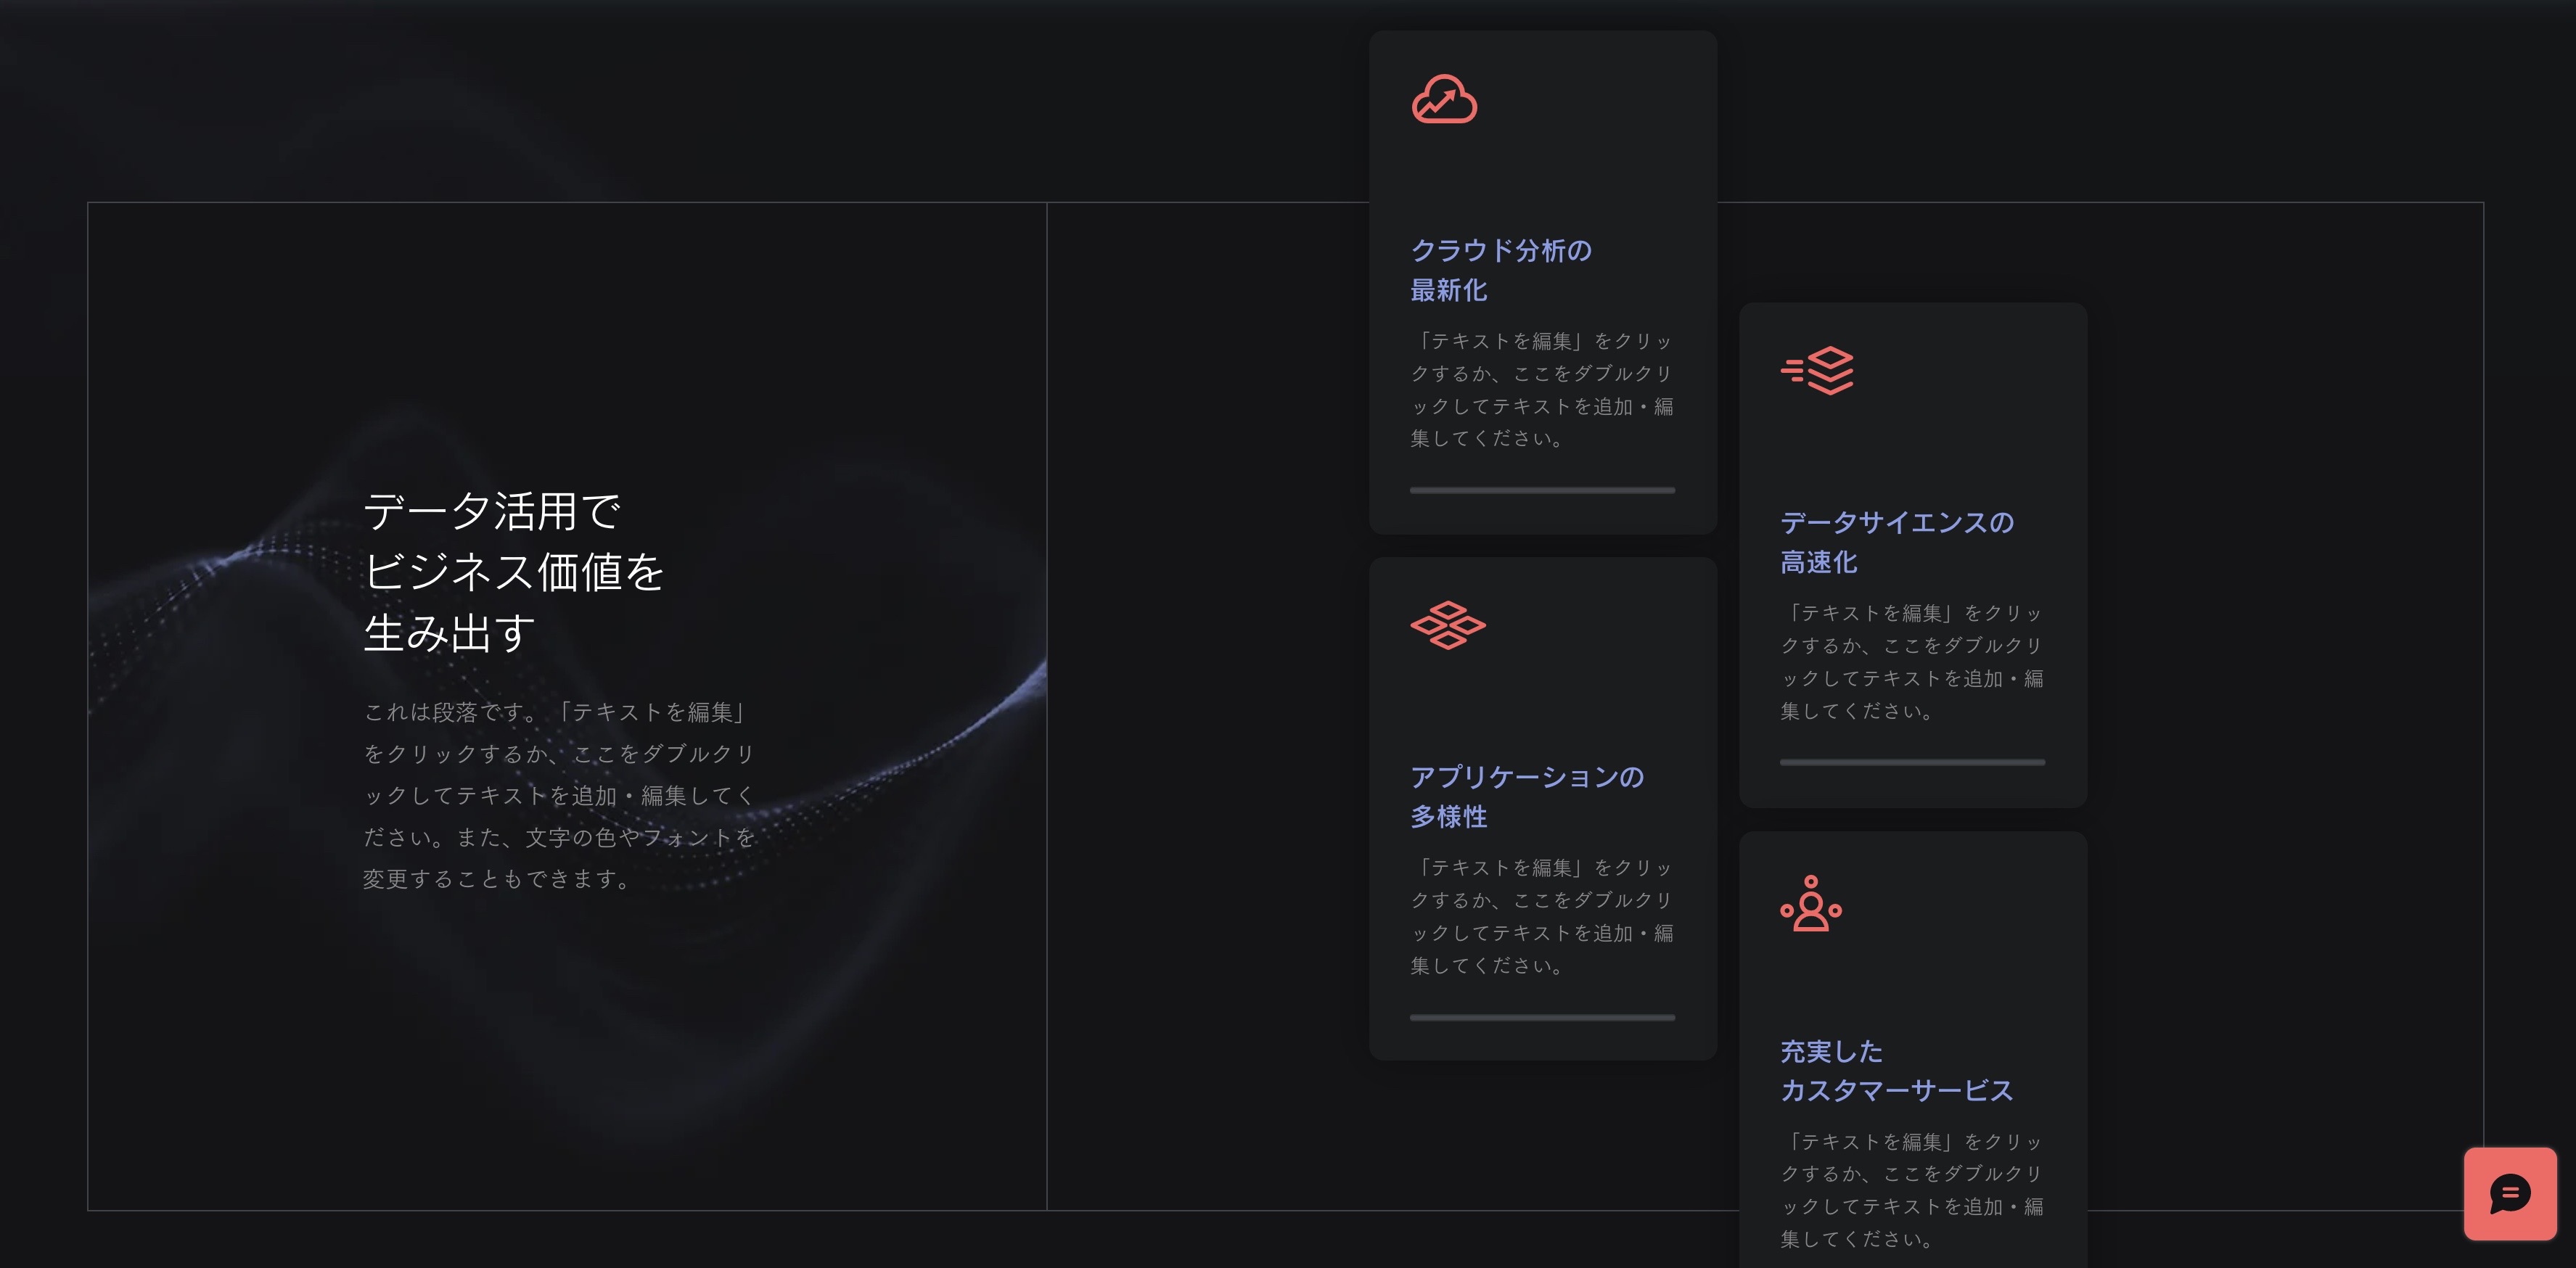 データ活用で
ビジネス価値を
生み出す
これは段落です。「テキストを編集」
をクリックするか、ここをダブルクリ
ックしてテキストを追加・編集してく
ださい。また、文字の色やフォントを
変更することもできます。
クラウド分析の
最新化
「テキストを編集」をクリッ
クするか、ここをダブルクリ
ックしてテキストを追加・編
集してください。
データサイエンスの
高速化
「テキストを編集」をクリッ
クするか、ここをダブルクリ
ックしてテキストを追加・編
集してください。
アプリケーションの
多様性
「テキストを編集」をクリッ
クするか、ここをダブルクリ
ックしてテキストを追加・編
集してください。
充実した
カスタマーサービス
「テキストを編集」をクリッ
クするか、ここをダブルクリ
ックしてテキストを追加・編
集してください。